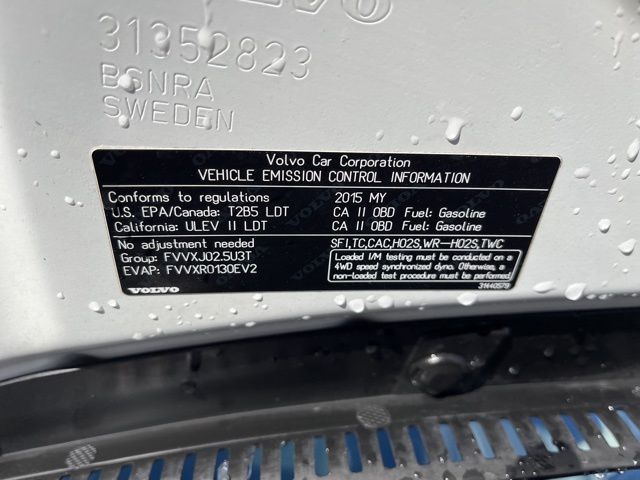 VOLVO
31352823
BSNRA
SWEDEN
Volvo Car Corporation
VEHICLE EMISSION CONTROL INFORMATION
Conforms to regulations 2015 MY
U.S. EPA/Canada: T2B5 LDT CA II OBD Fuel: Gasoline
California: ULEV II LDT CA II OBD Fuel: Gasoline
No adjustment needed SFI,TC,CAC,HO2S,WR-HO2S,TWC
Group: FVVXJ02.5U3T
EVAP: FVVXR0130EV2
Loaded I/M testing must be conducted on a
4WD speed synchronized dyno. Otherwise, a
non-loaded test procedure must be performed.
VOLVO 31440579